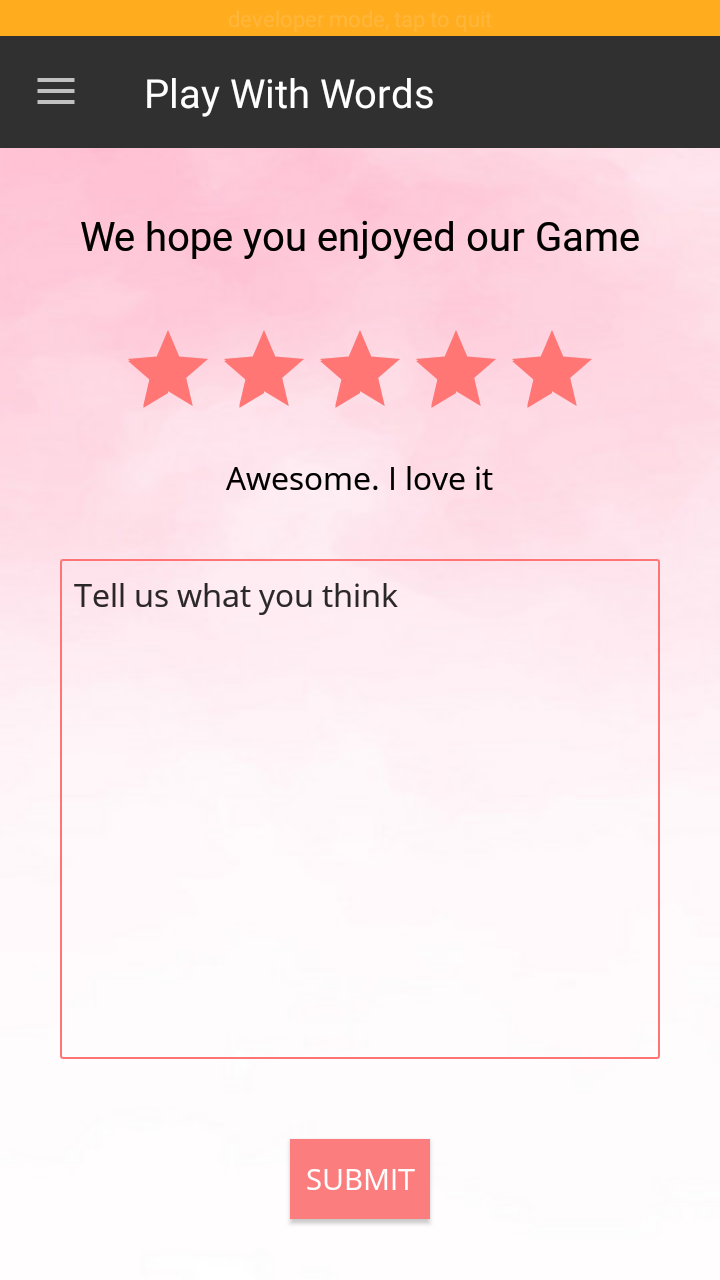 developer mode, tap to quit
Play With Words
We hope you enjoyed our Game
Awesome. I love it
Tell us what you think
SUBMIT